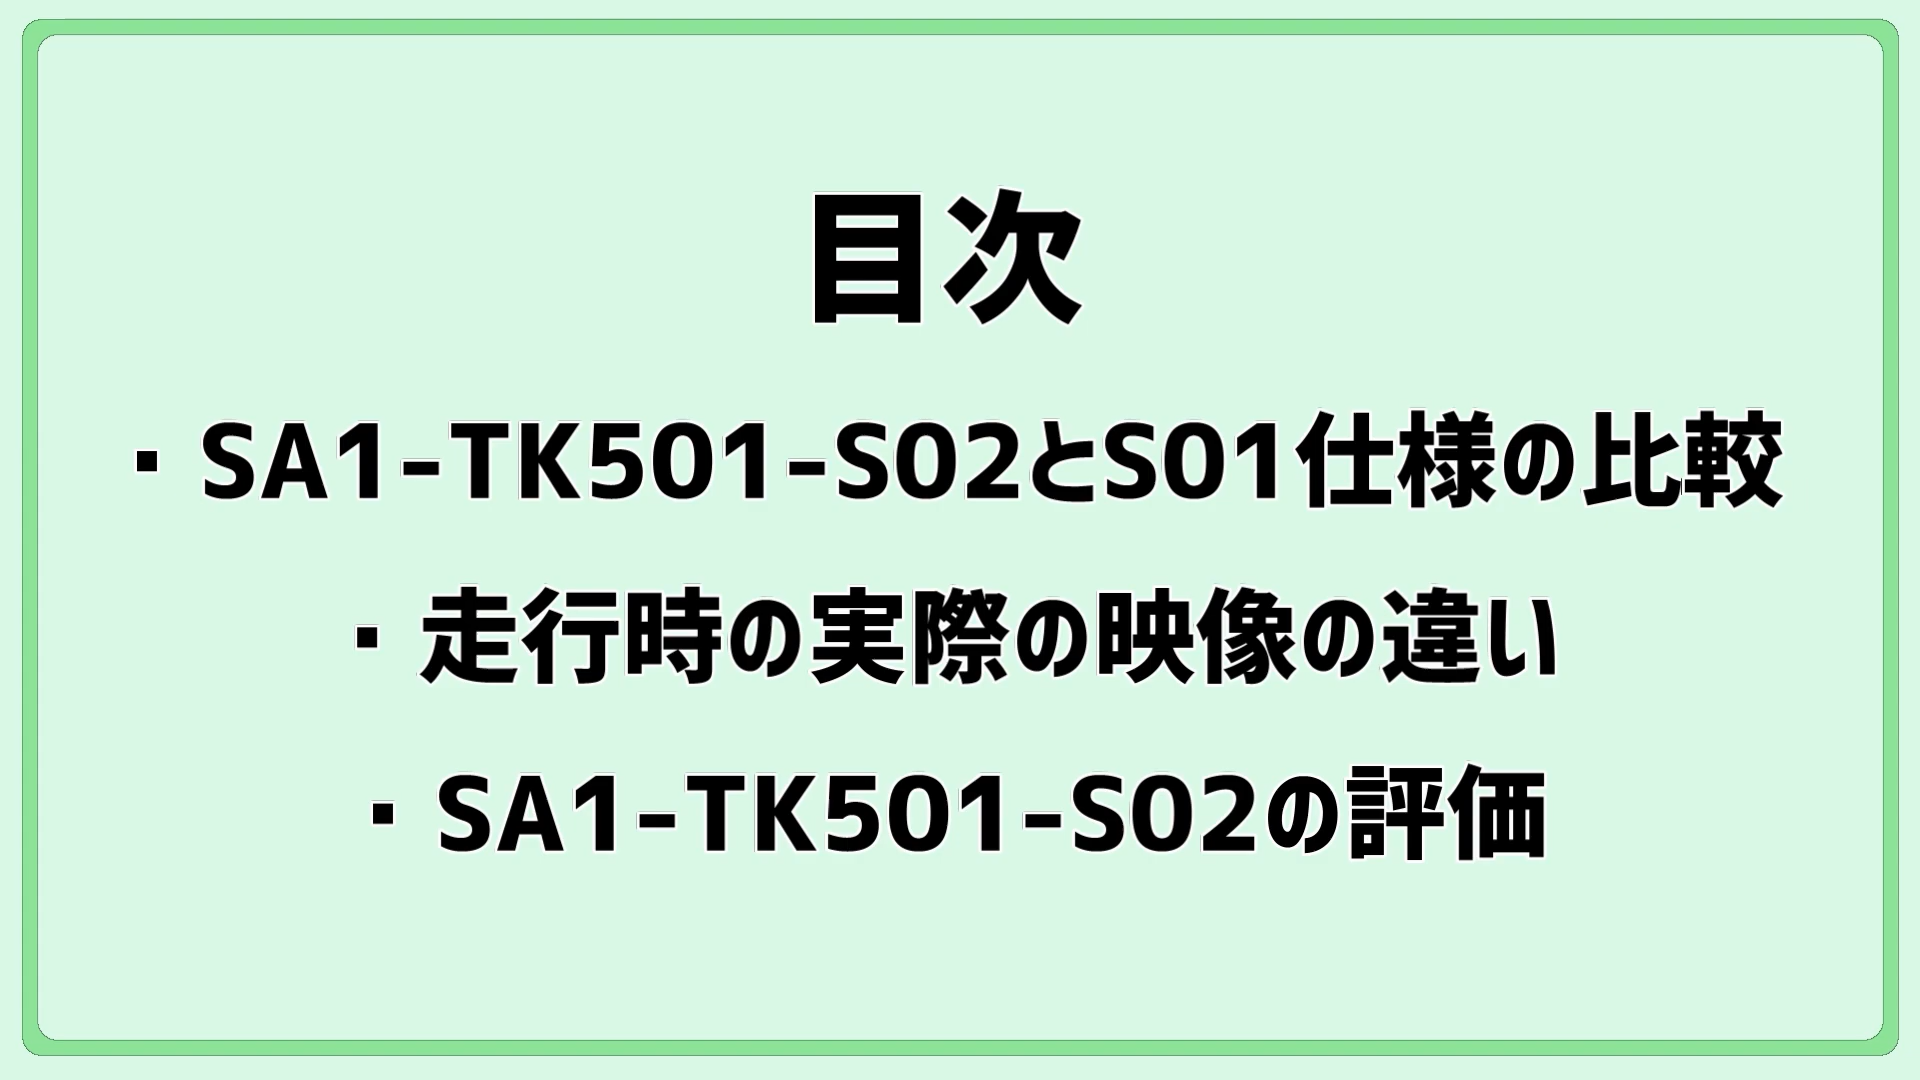 目次
・SA1-TK501-S02とS01仕様の比較
・走行時の実際の映像の違い
・SA1-TK501-S02の評価